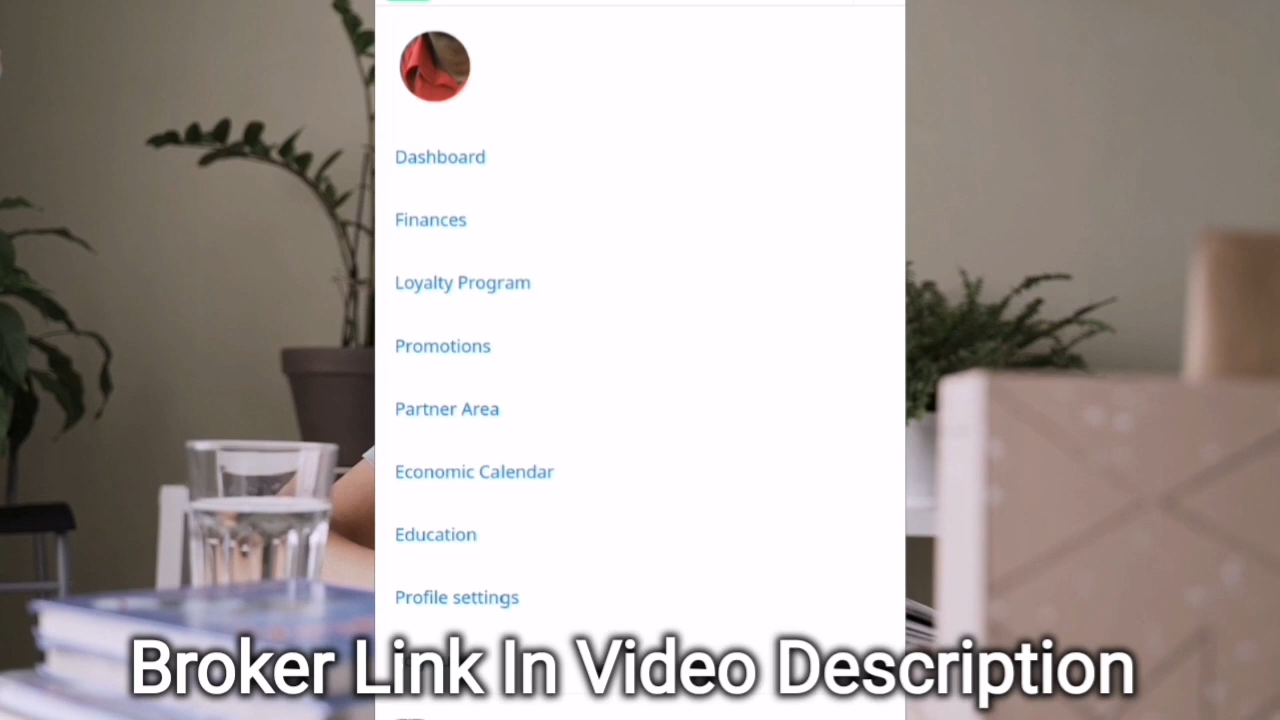 Dashboard
Finances
Loyalty Program
Promotions
Partner Area
Economic Calendar
Education
Profile settings
Broker Link In Video Description